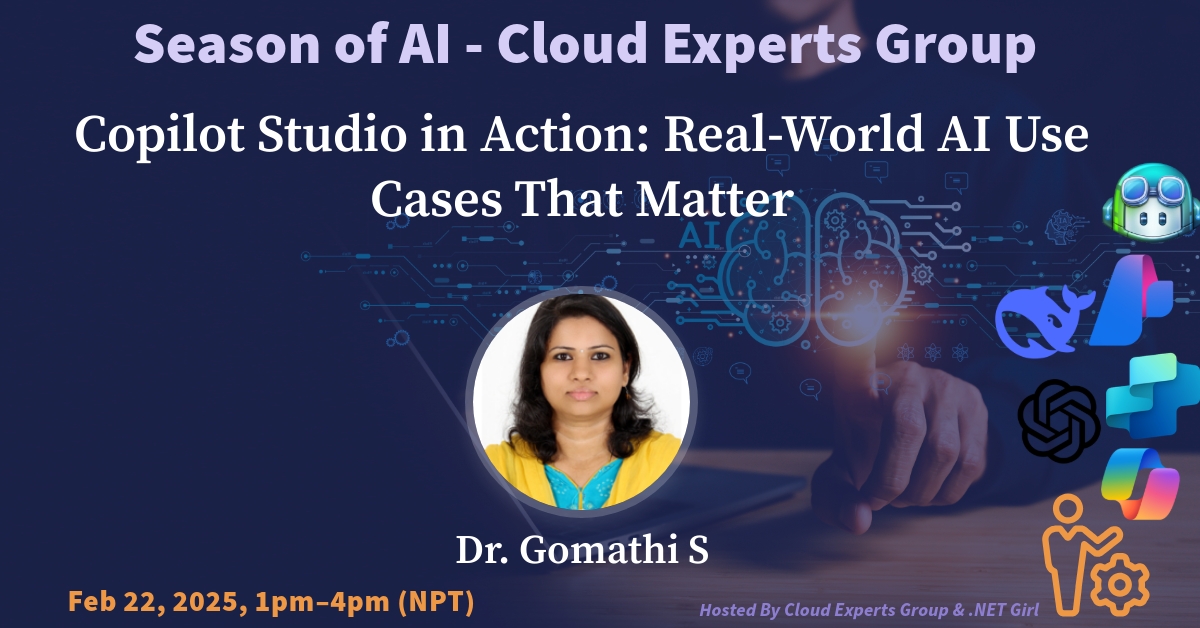 Season of AI - Cloud Experts Group
Copilot Studio in Action: Real-World AI Use
Cases That Matter
AI
Dr. Gomathi S
Feb 22, 2025, 1pm–4pm (NPT)
Hosted By Cloud Experts Group & .NET Girl